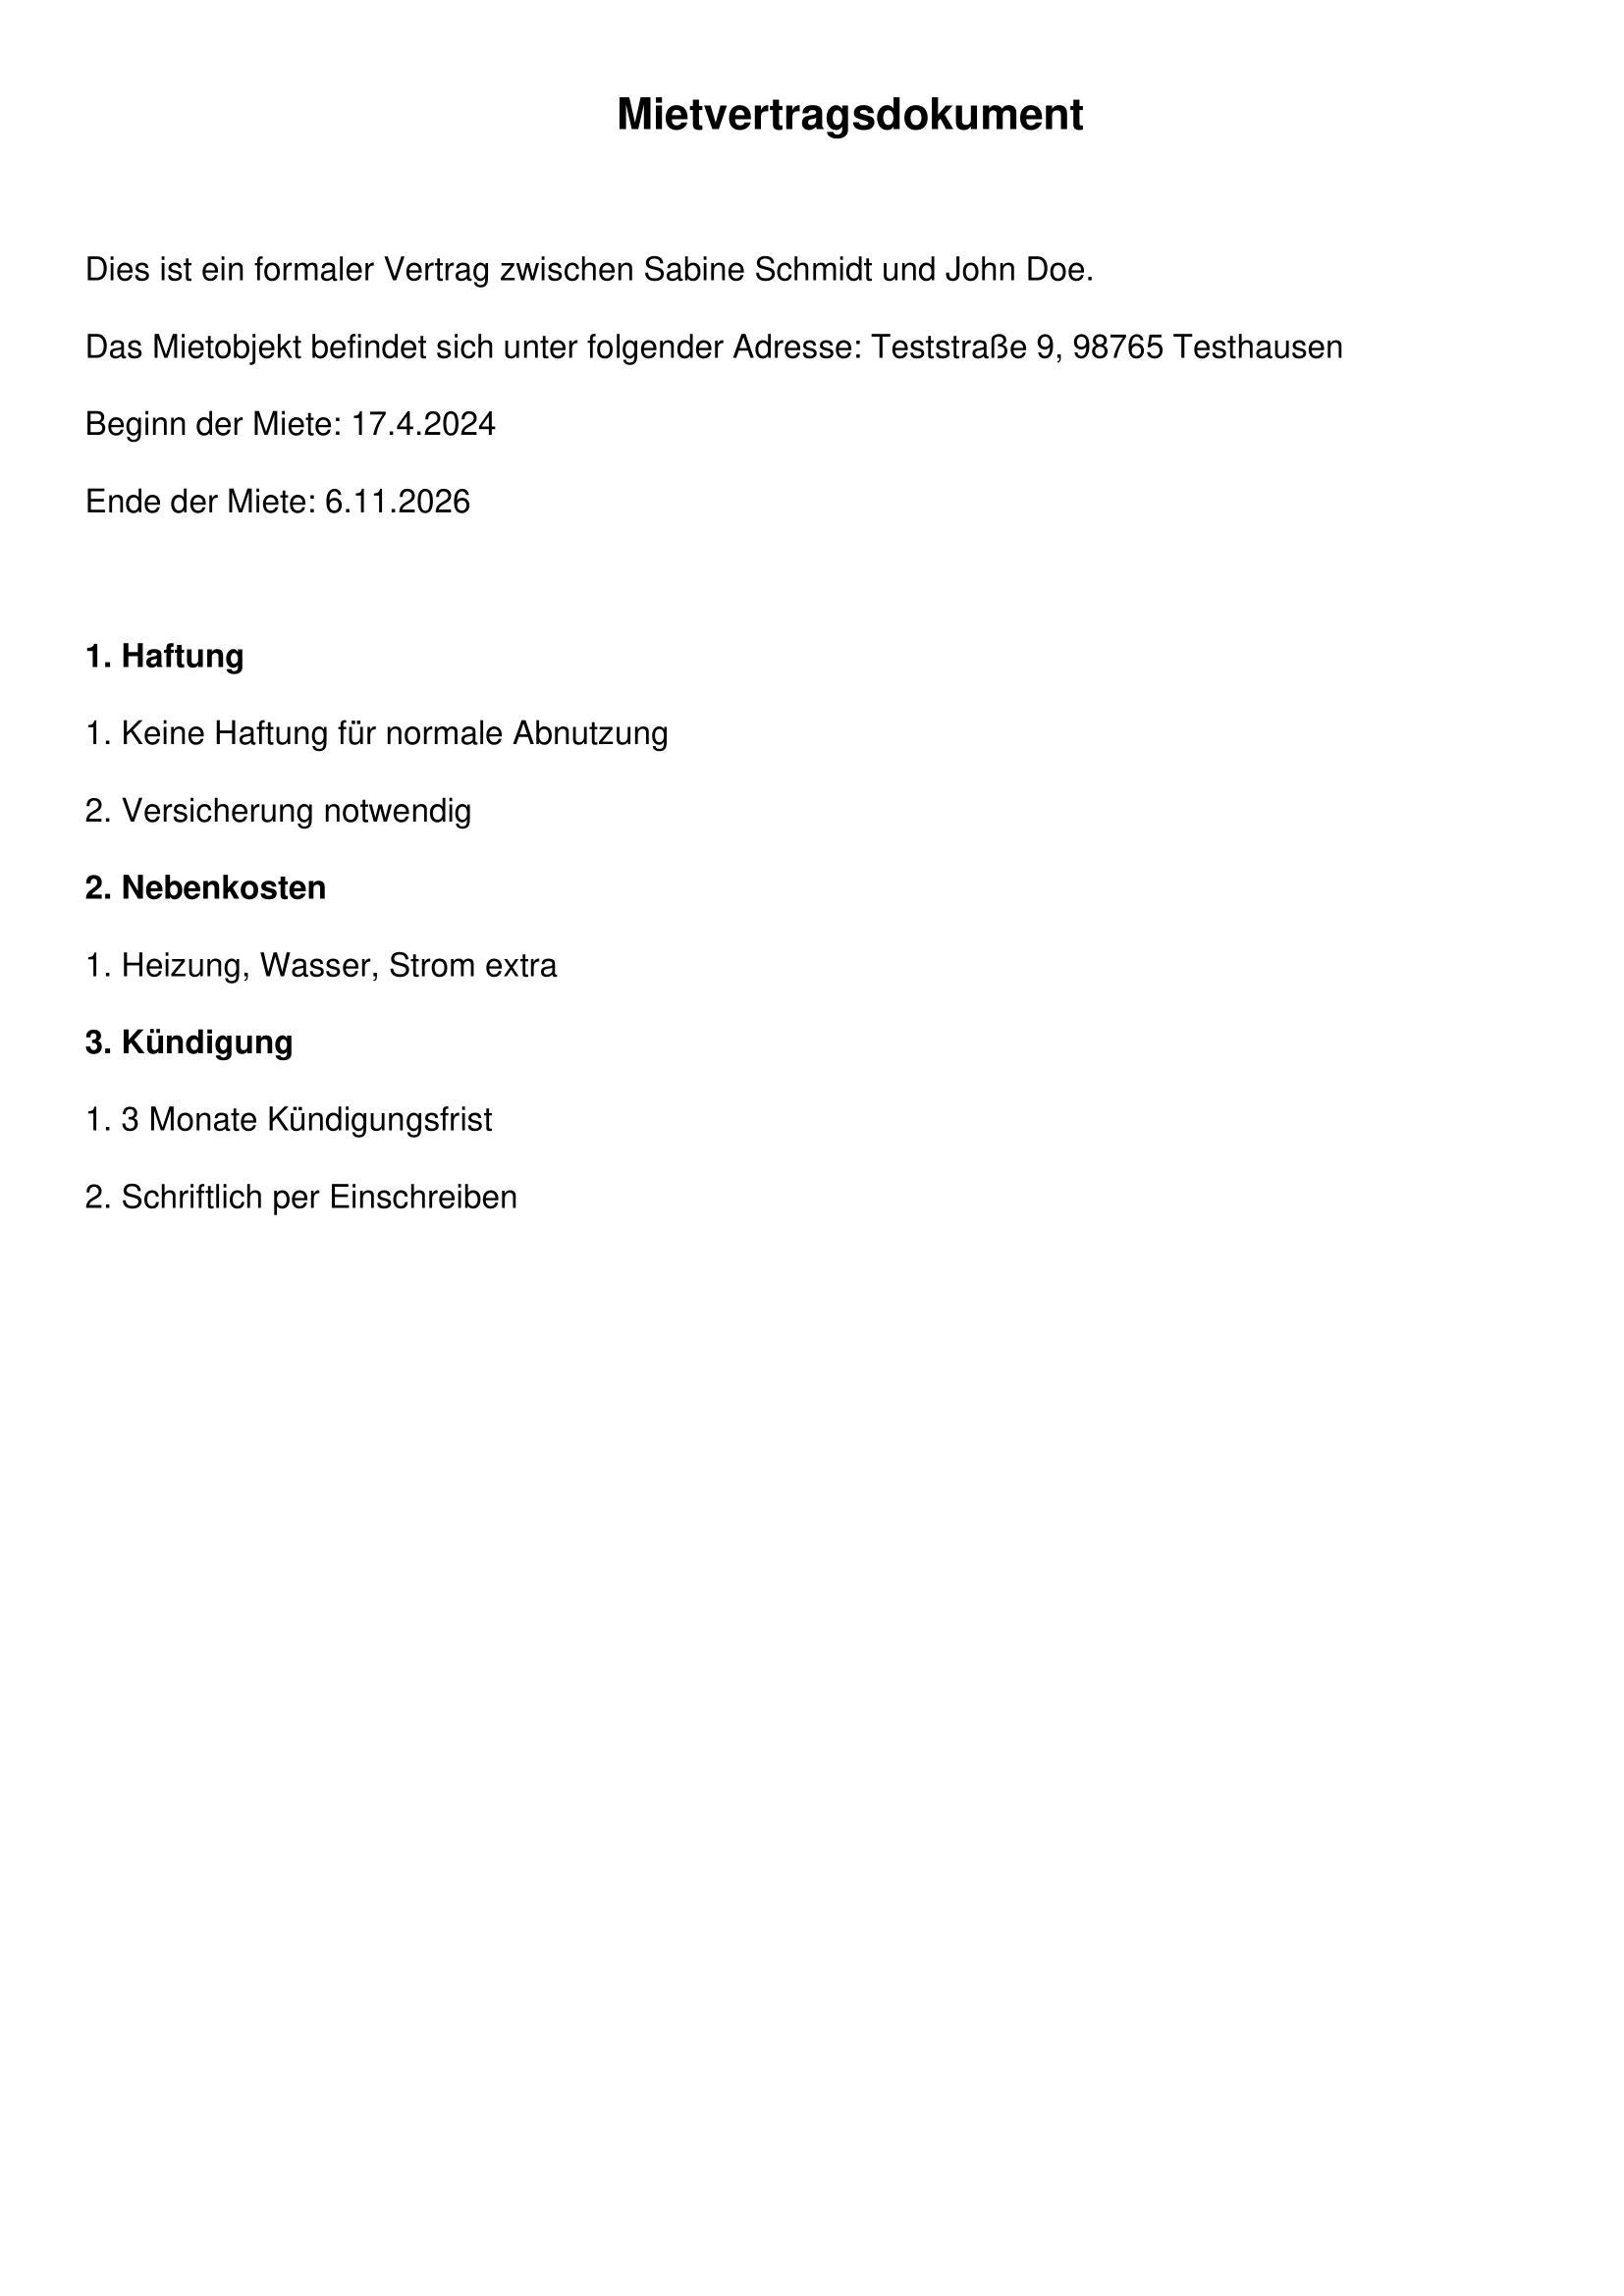 Mietvertragsdokument
Dies ist ein formaler Vertrag zwischen Sabine Schmidt und John Doe.
Das Mietobjekt befindet sich unter folgender Adresse: Teststraße 9, 98765 Testhausen
Beginn der Miete: 17.4.2024
Ende der Miete: 6.11.2026
1. Haftung
1. Keine Haftung für normale Abnutzung
2. Versicherung notwendig
2. Nebenkosten
1. Heizung, Wasser, Strom extra
3. Kündigung
1. 3 Monate Kündigungsfrist
2. Schriftlich per Einschreiben